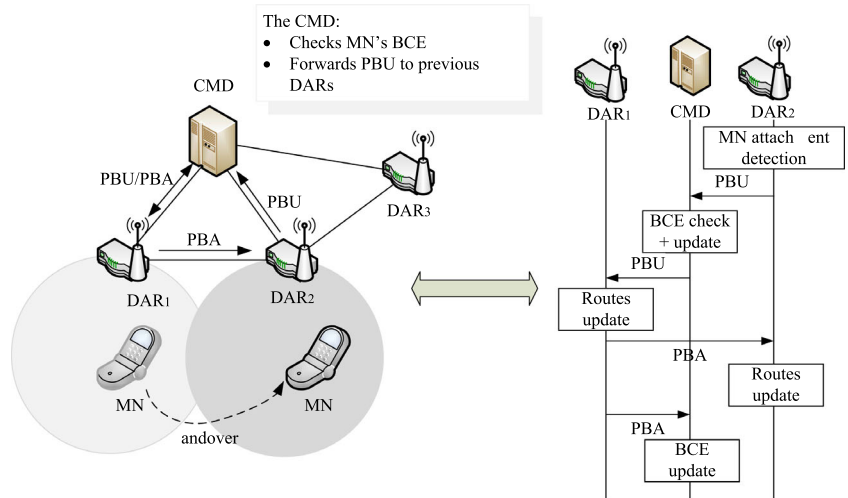 The CMD:
• Checks MN's BCE
• Forwards PBU to previous
DARs
CMD
PBU/PBA
PBU
DAR3
PBA
DAR1
DAR2
MN
MN
andover
DAR1
CMD
DAR2
MN attach ent
detection
PBU
BCE check
+ update
PBU
Routes
update
PBA
Routes
update
PBA
BCE
update